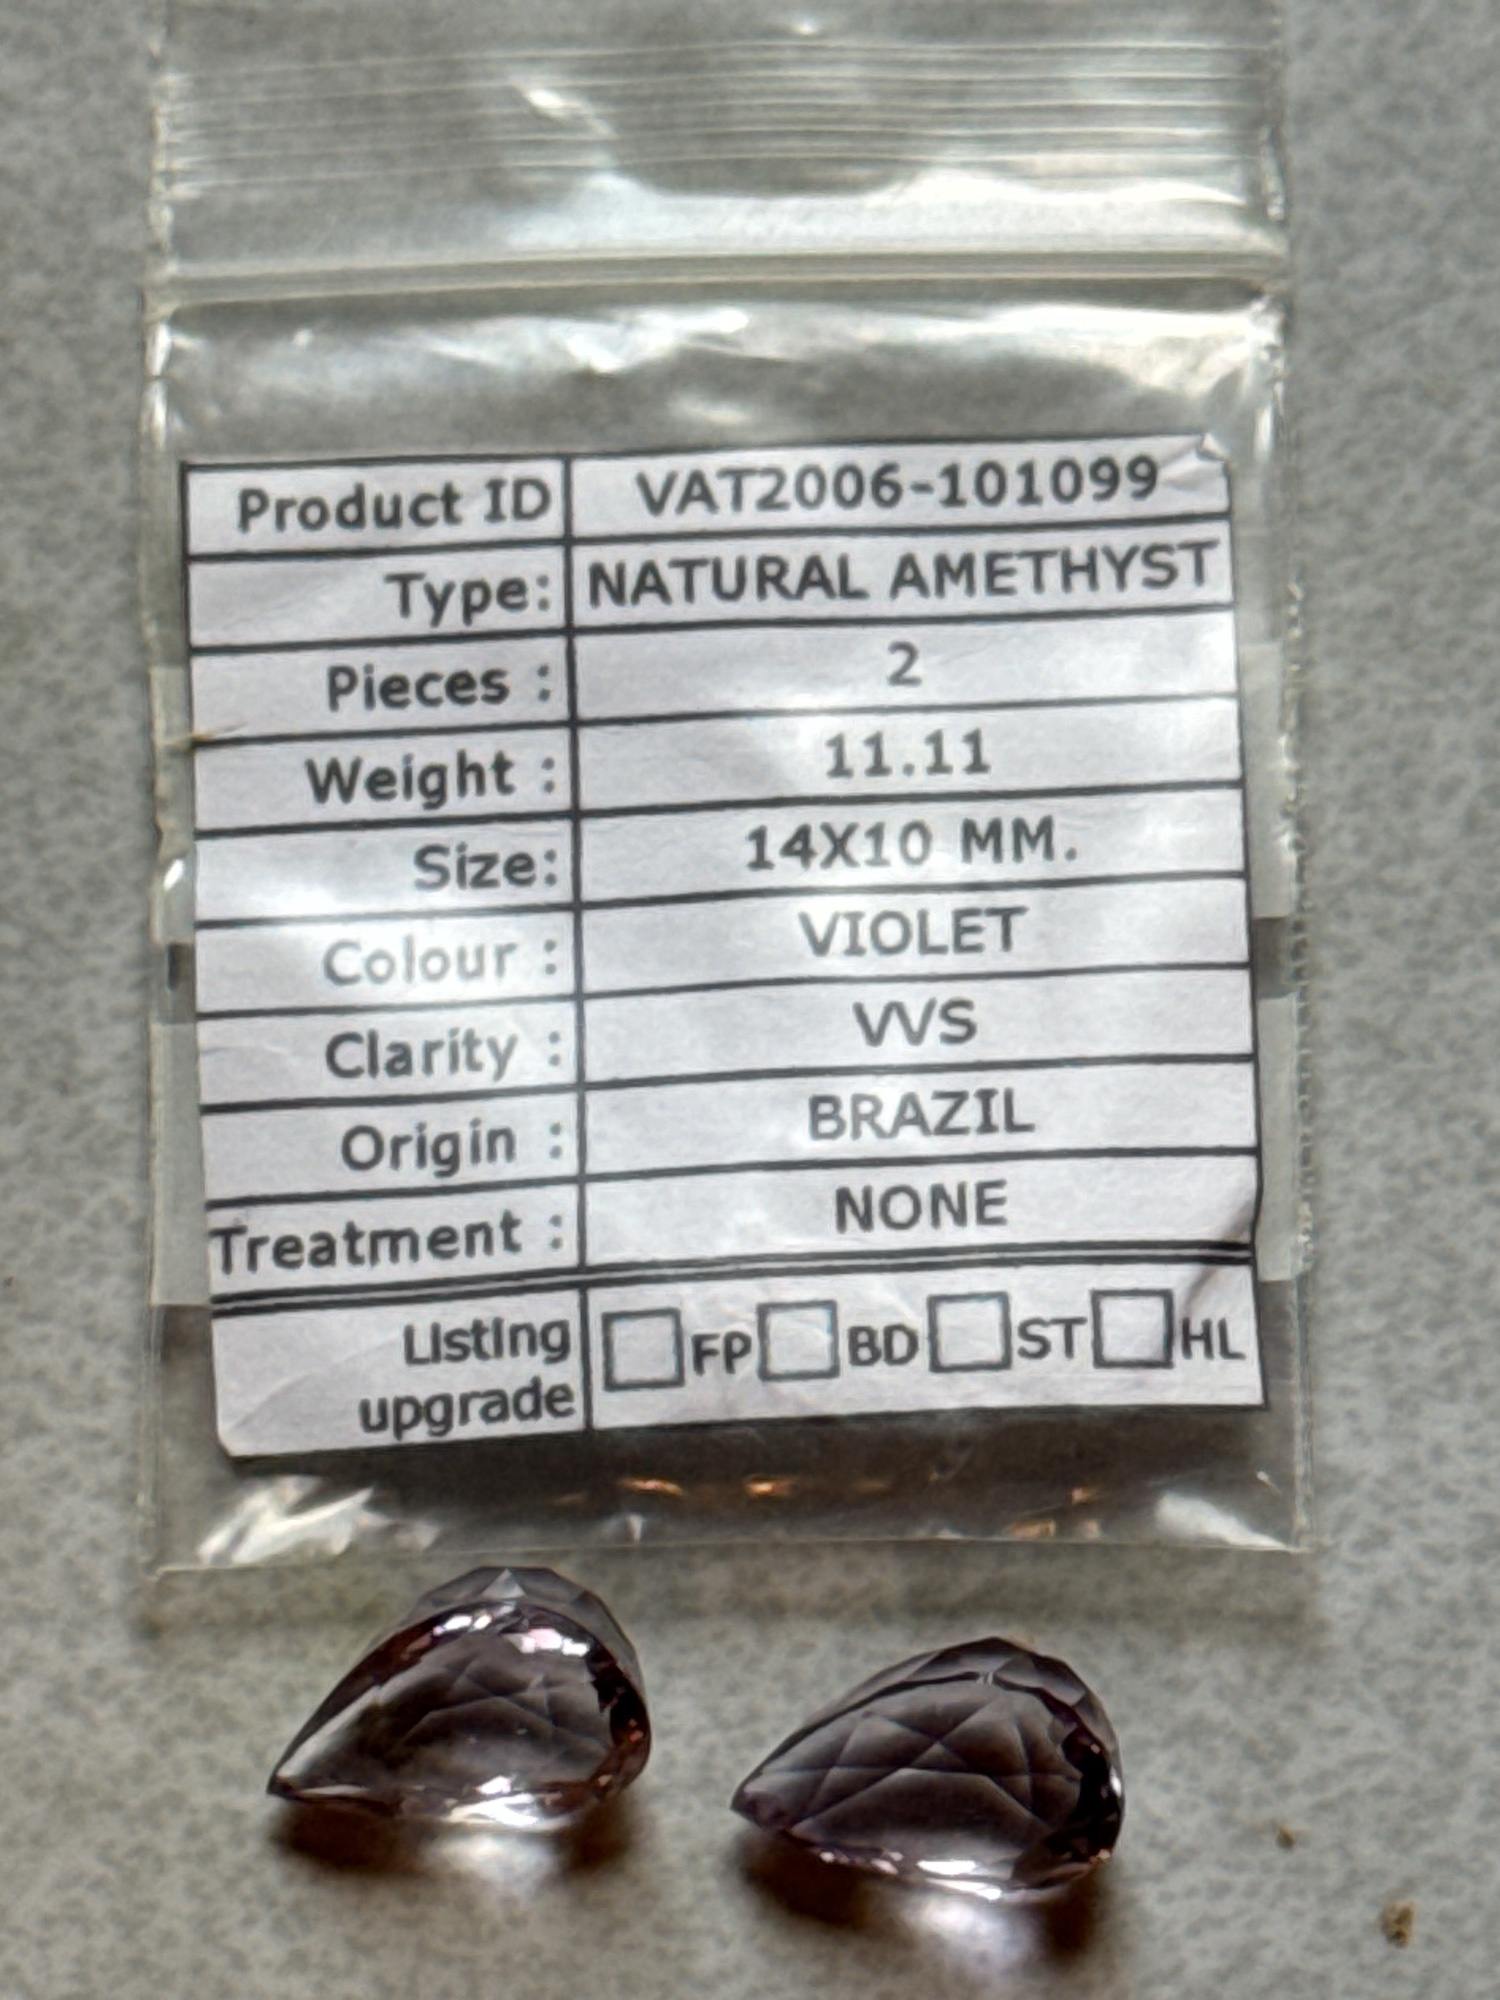 Product ID VAT2006-101099
Type: NATURAL AMETHYST
Pieces : 2
Weight : 11.11
Size: 14X10 MM.
Colour : VIOLET
Clarity : VVS
Origin : BRAZIL
Treatment : NONE
Listing FP BD ST HL
upgrade